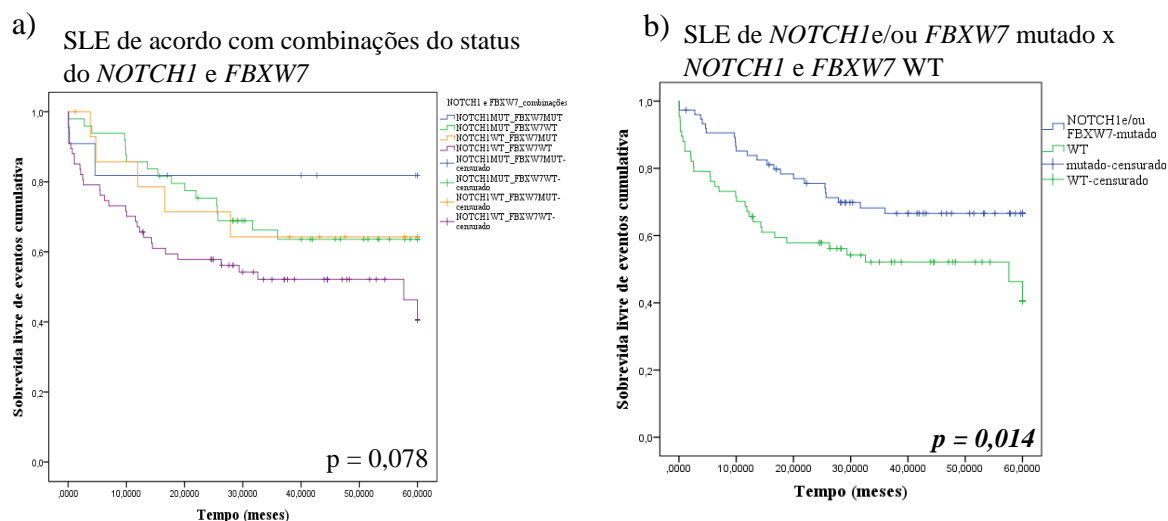 a)
SLE de acordo com combinações do status
do NOTCH1 e FBXW7
NOTCH1 e FBXW7_combinações
NOTCH1MUT_FBXW7MUT
NOTCH1MUT_FBXW7WT
NOTCH1WT_FBXW7MUT
NOTCH1WT_FBXW7WT
NOTCH1MUT_FBXW7MUT-
censurado
NOTCH1MUT_FBXW7WT-
censurado
NOTCH1WT_FBXW7MUT-
censurado
NOTCH1WT_FBXW7WT-
censurado
Sobrevida livre de eventos cumulativa
1,0
0,8
0,6
0,4
0,2
0,0
p = 0,078
,0000 10,0000 20,0000 30,0000 40,0000 50,0000 60,0000
Tempo (meses)
b)
SLE de NOTCH1e/ou FBXW7 mutado x
NOTCH1 e FBXW7 WT
NOTCH1e/ou
FBXW7-mutado
WT
mutado-censurado
WT-censurado
Sobrevida livre de eventos cumulativa
1,0
0,8
0,6
0,4
0,2
0,0
p = 0,014
,0000 10,0000 20,0000 30,0000 40,0000 50,0000 60,0000
Tempo (meses)